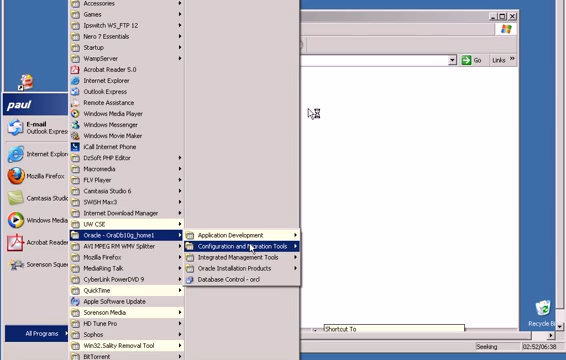 Accessories
Games
Ipswitch WS_FTP 12
Nero 7 Essentials
Startup
WampServer
Acrobat Reader 5.0
Internet Explorer
Outlook Express
Remote Assistance
Windows Media Player
Windows Messenger
Windows Movie Maker
iCall Internet Phone
DzSoft PHP Editor
Macromedia
FLV Player
Camtasia Studio 6
SWiSH Max3
Internet Download Manager
UW CSE
Oracle - OraDb10g_home1
AVI MPEG RM WMV Splitter
Mozilla Firefox
MediaRing Talk
CyberLink PowerDVD 9
QuickTime
Apple Software Update
Sorenson Media
HD Tune Pro
Sophos
Win32.Sality Removal Tool
BitTorrent
Application Development
Configuration and Migration Tools
Integrated Management Tools
Oracle Installation Products
Database Control - orcl
paul
E-mail
Outlook Express
Internet Explor
Mozilla Firefox
Camtasia Studi
Windows Media
Acrobat Reader
Sorenson Squ
All Programs
Go
Links »
Shortcut To
Recycle Bi
Seeking
02:52/06:38